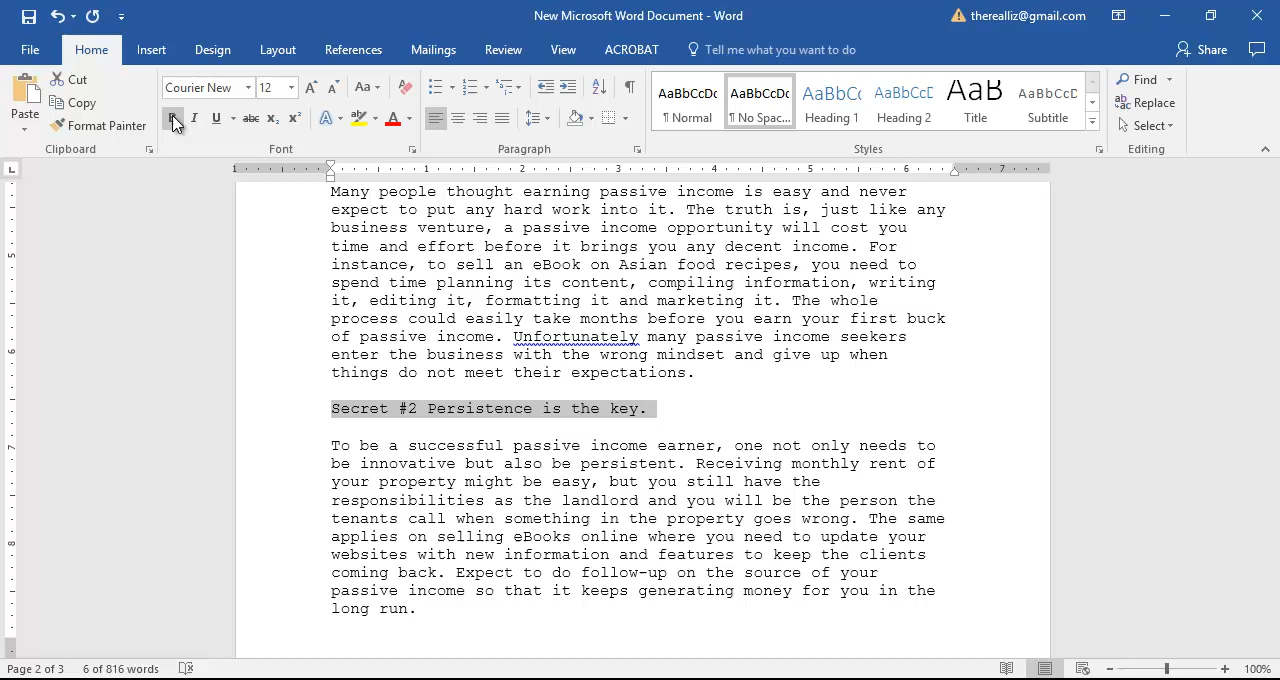 New Microsoft Word Document - Word
therealliz@gmail.com
File Home Insert Design Layout References Mailings Review View ACROBAT Tell me what you want to do Share
Paste
Cut
Copy
Format Painter
Clipboard
Courier New 12
Font
Paragraph
AaBbCcDc AaBbCcDc AaBbCc AaBbCcD AaB AaBbCcD
¶ Normal ¶ No Spac... Heading 1 Heading 2 Title Subtitle
Styles
Find
Replace
Select
Editing
1 1 2 3 4 5 6 7
Many people thought earning passive income is easy and never
expect to put any hard work into it. The truth is, just like any
business venture, a passive income opportunity will cost you
time and effort before it brings you any decent income. For
instance, to sell an eBook on Asian food recipes, you need to
spend time planning its content, compiling information, writing
it, editing it, formatting it and marketing it. The whole
process could easily take months before you earn your first buck
of passive income. Unfortunately many passive income seekers
enter the business with the wrong mindset and give up when
things do not meet their expectations.
Secret #2 Persistence is the key.
To be a successful passive income earner, one not only needs to
be innovative but also be persistent. Receiving monthly rent of
your property might be easy, but you still have the
responsibilities as the landlord and you will be the person the
tenants call when something in the property goes wrong. The same
applies on selling eBooks online where you need to update your
websites with new information and features to keep the clients
coming back. Expect to do follow-up on the source of your
passive income so that it keeps generating money for you in the
long run.
Page 2 of 3 6 of 816 words 100%